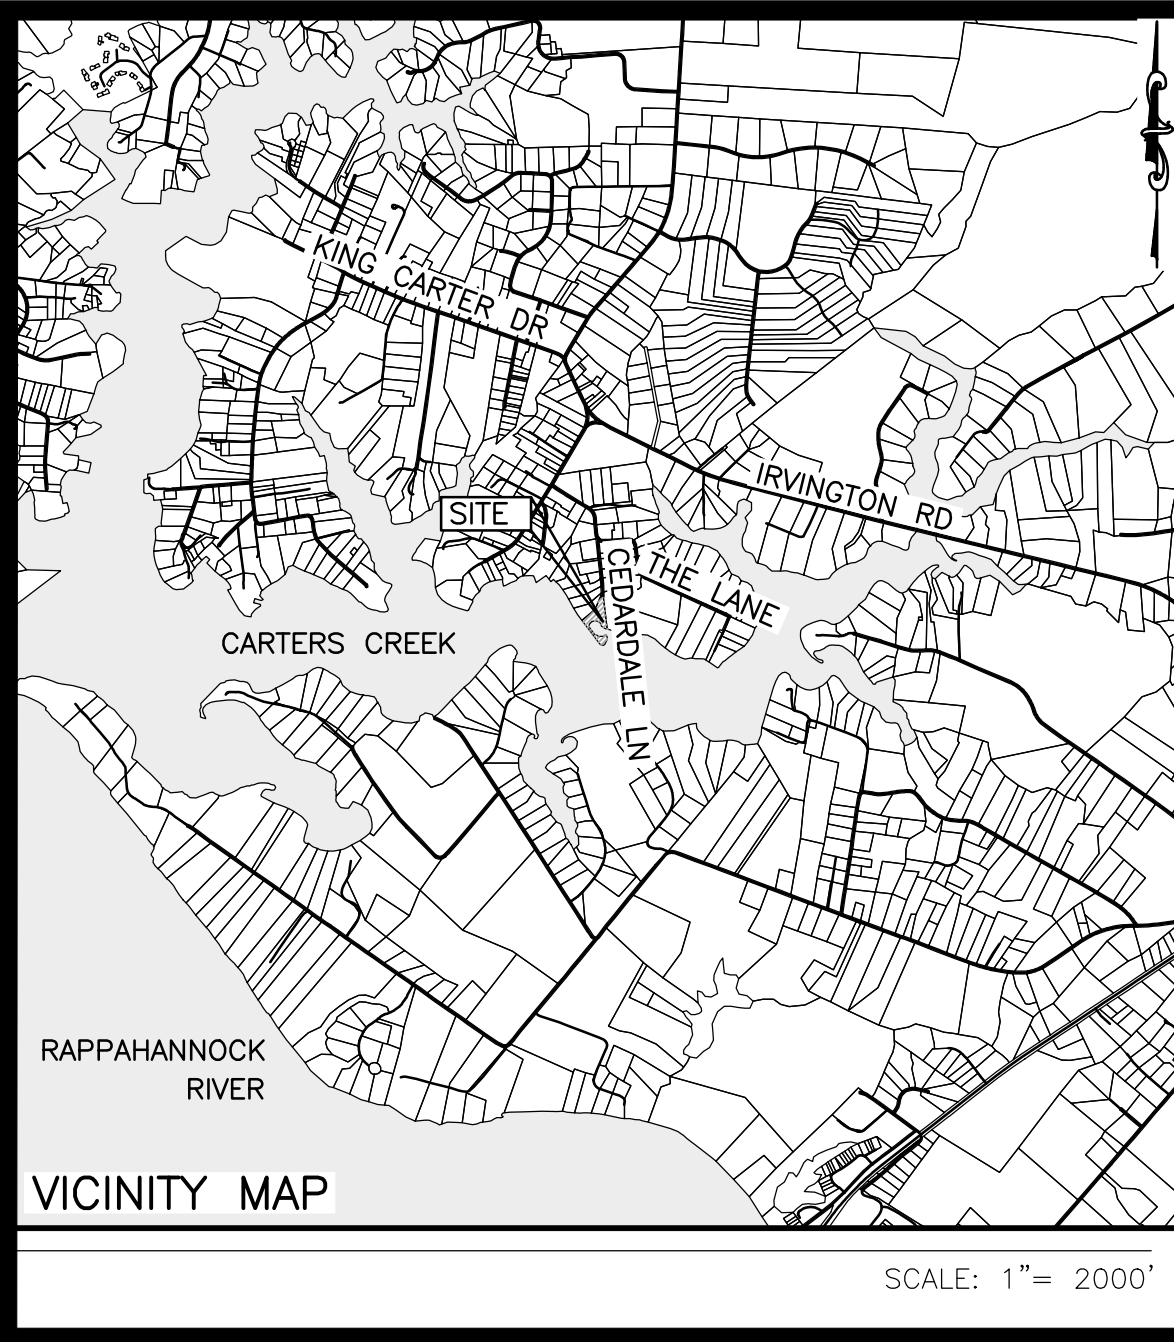 KING CARTER DR
IRVINGTON RD
SITE
THE LANE
CEDARDALE LN
CARTERS CREEK
RAPPAHANNOCK
RIVER
VICINITY MAP
SCALE: 1"= 2000'